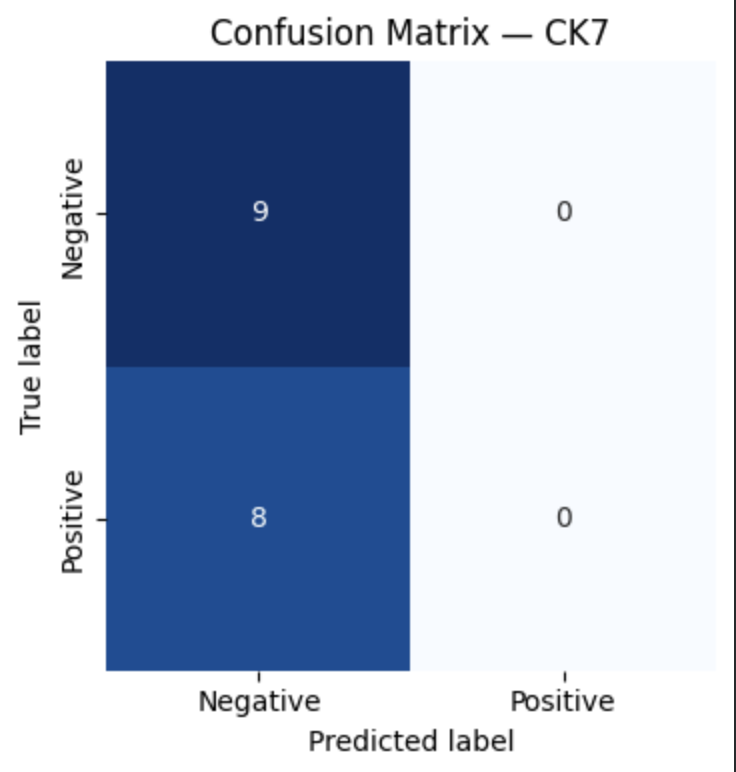 Confusion Matrix — CK7
True label
Negative
9
0
Positive
8
0
Negative
Positive
Predicted label